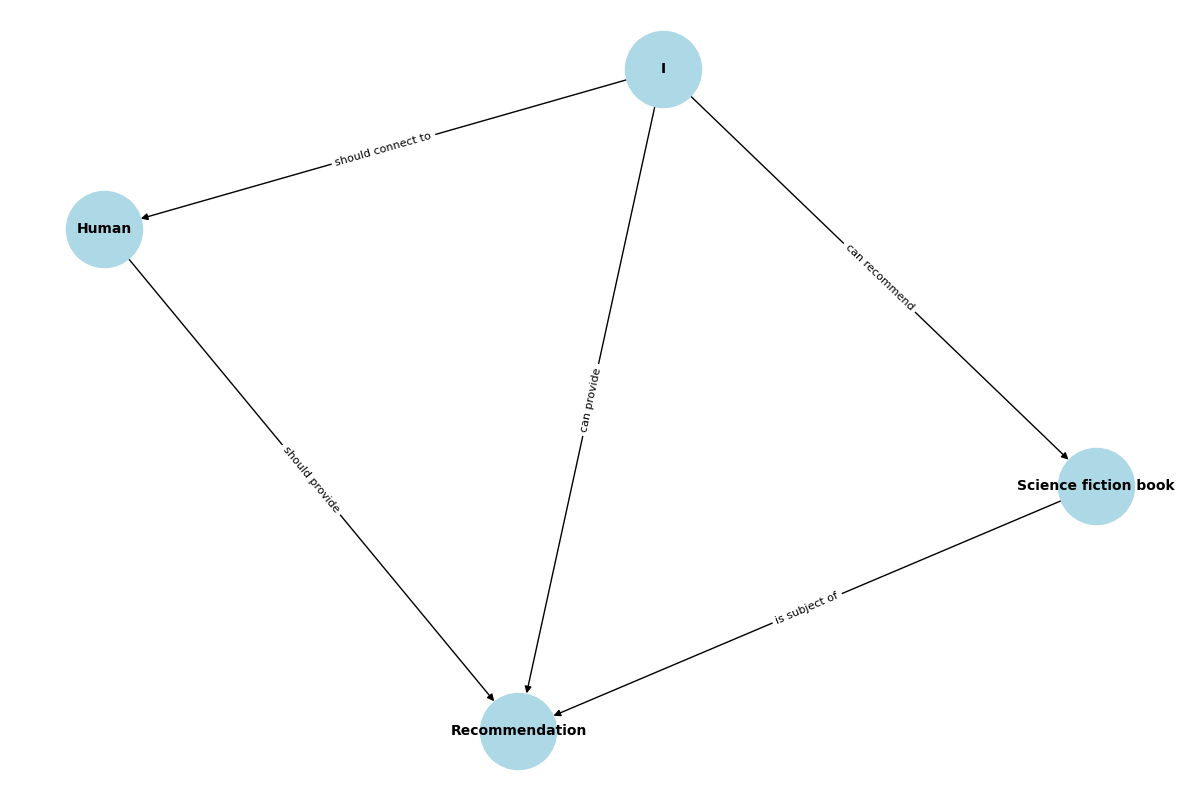 I
should connect to
Human
can recommend
can provide
should provide
Science fiction book
is subject of
Recommendation